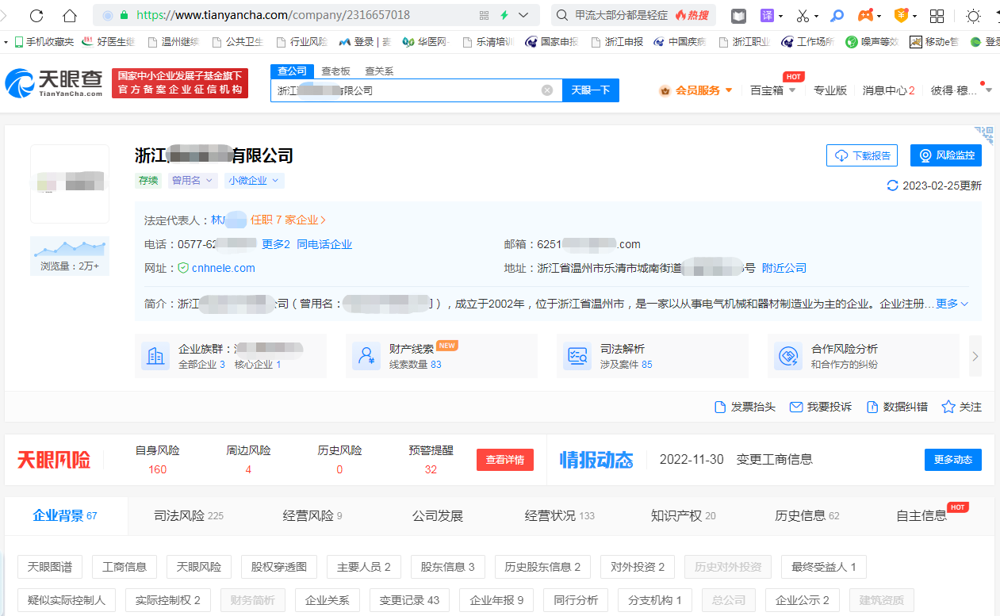 https://www.tianyancha.com/company/2316657018
甲流大部分都是轻症 热搜
译
手机收藏夹 好医生继 温州继续 公共卫生 行业风险 登录 | 麦 华医网- 乐清培训 国家申报 浙江申报 中国疾病 浙江职业 工作场所 噪声等效 移动e管 登录
天眼查
TianYanCha.com
国家中小企业发展子基金旗下
官方备案企业征信机构
查公司 查老板 查关系
浙江 有限公司 天眼一下
会员服务 百宝箱 HOT 专业版 消息中心 2 彼得·穆...
浙江 有限公司
下载报告 风险监控
存续 曾用名 小微企业
2023-02-25更新
法定代表人：林 任职 7 家企业
电话：0577-62 更多2 同电话企业 邮箱：6251 .com
网址： cnhnele.com 地址：浙江省温州市乐清市城南街道 号 附近公司
浏览量：2万+
简介：浙江 公司（曾用名： ），成立于2002年，位于浙江省温州市，是一家以从事电气机械和器材制造业为主的企业。企业注册... 更多
企业族群： 财产线索 NEW 司法解析 合作风险分析
全部企业 3 核心企业 1 线索数量 83 涉及案件 85 和合作方的纠纷
发票抬头 我要投诉 数据纠错 关注
天眼风险 自身风险 周边风险 历史风险 预警提醒 查看详情 情报动态 2022-11-30 变更工商信息 更多动态
160 4 0 32
企业背景 67 司法风险 225 经营风险 9 公司发展 经营状况 133 知识产权 20 历史信息 62 自主信息 HOT
天眼图谱 工商信息 天眼风险 股权穿透图 主要人员 2 股东信息 3 历史股东信息 2 对外投资 2 历史对外投资 最终受益人 1
疑似实际控制人 实际控制权 2 财务简析 企业关系 变更记录 43 企业年报 9 同行分析 分支机构 1 总公司 企业公示 2 建筑资质